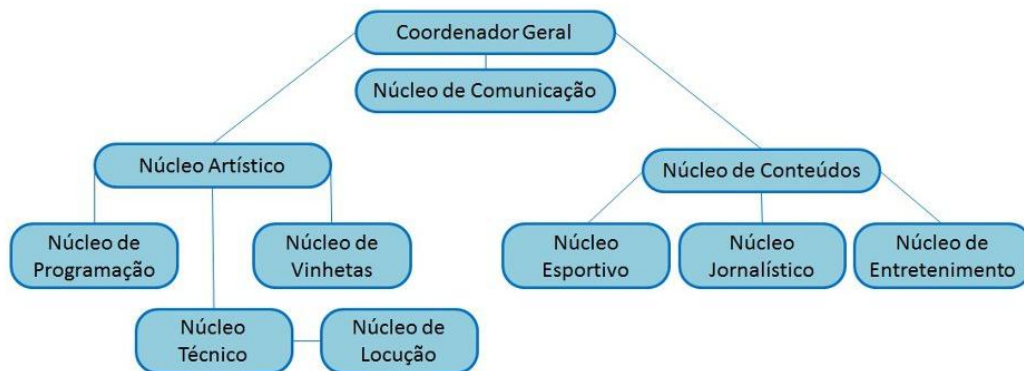 Coordenador Geral
Núcleo de Comunicação
Núcleo Artístico
Núcleo de Conteúdos
Núcleo de
Programação
Núcleo de
Vinhetas
Núcleo
Esportivo
Núcleo
Jornalístico
Núcleo de
Entretenimento
Núcleo
Técnico
Núcleo de
Locução